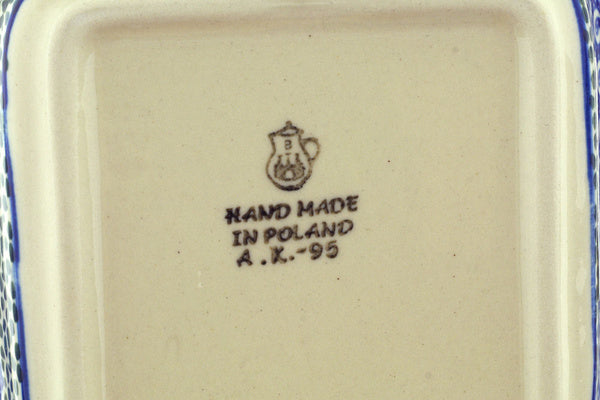 B
HAND MADE
IN POLAND
A.K.-95